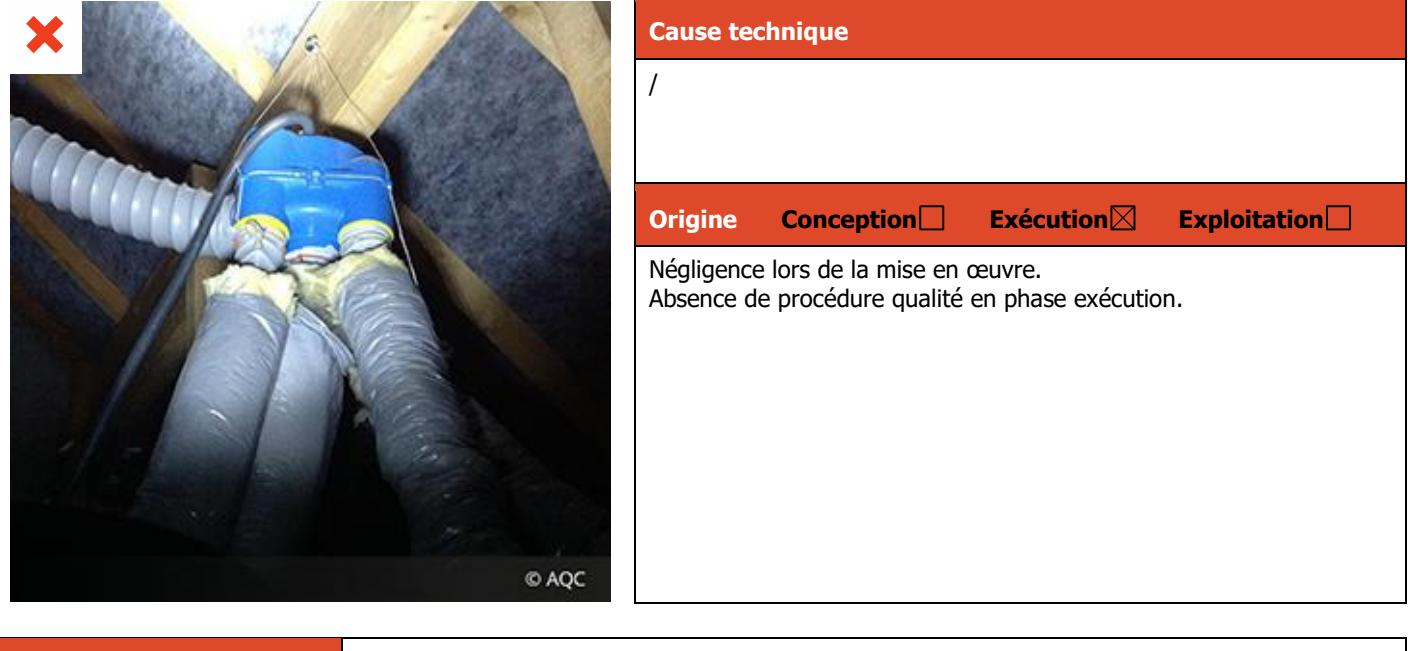 Cause technique
/
Origine Conception☐ Exécution☒ Exploitation☐
Négligence lors de la mise en œuvre.
Absence de procédure qualité en phase exécution.
© AQC